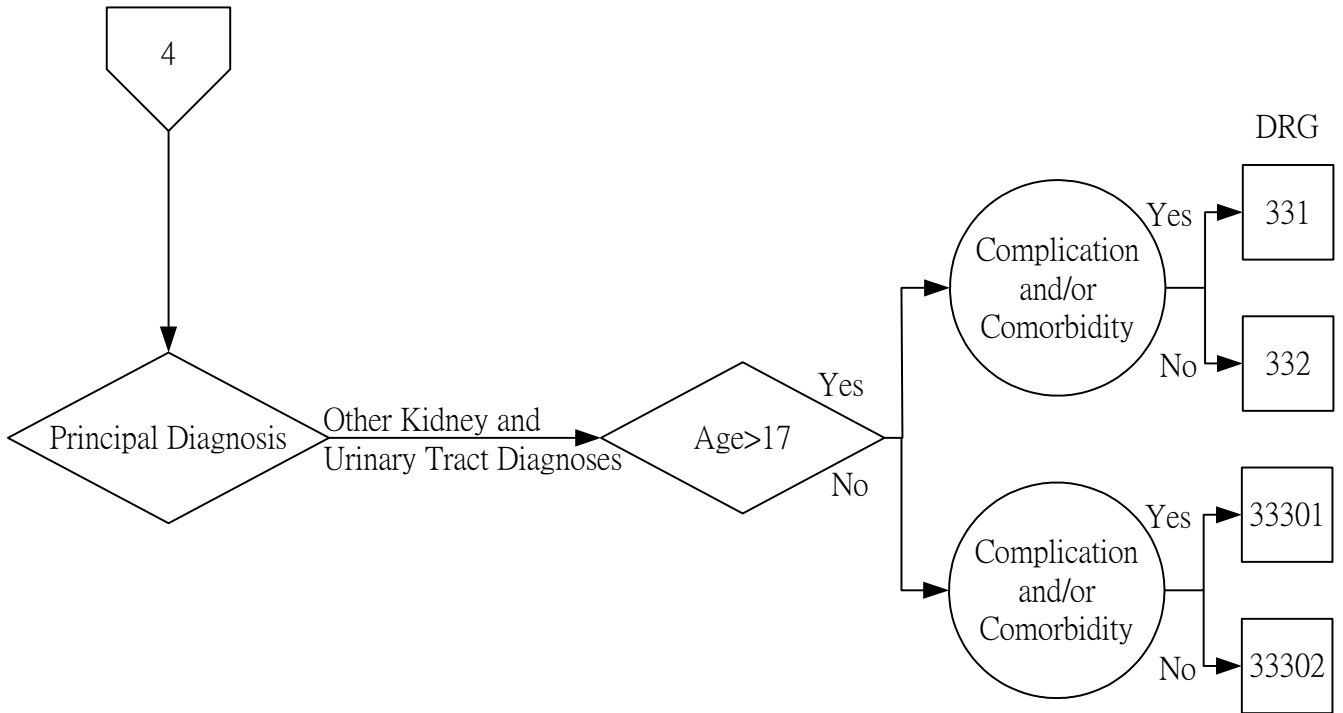 4
DRG
Yes
331
Complication
and/or
Comorbidity
No
332
Principal Diagnosis
Other Kidney and
Urinary Tract Diagnoses
Age>17
Yes
No
Yes
33301
Complication
and/or
Comorbidity
No
33302